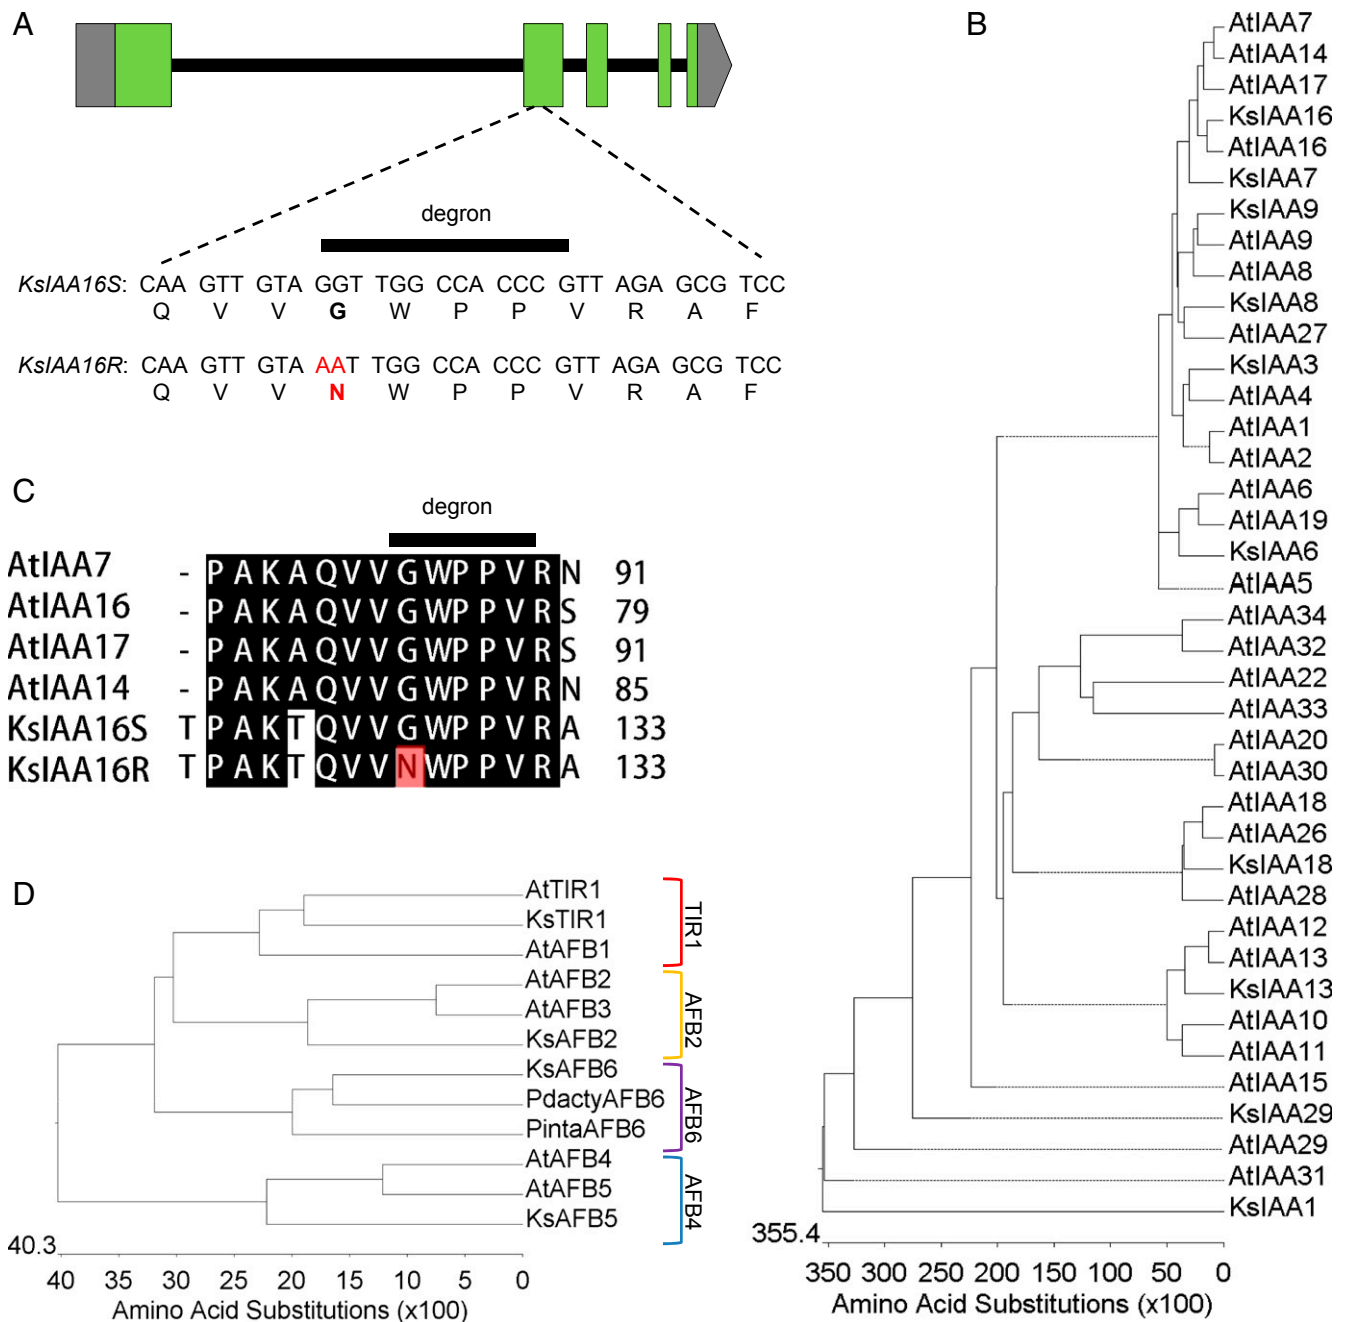 A
degron
KsIAA16S: CAA GTT GTA GGT TGG CCA CCC GTT AGA GCG TCC
Q V V G W P P V R A F
KsIAA16R: CAA GTT GTA AAT TGG CCA CCC GTT AGA GCG TCC
Q V V N W P P V R A F
B
AtIAA7
AtIAA14
AtIAA17
KsIAA16
AtIAA16
KsIAA7
KsIAA9
AtIAA9
AtIAA8
KsIAA8
AtIAA27
KsIAA3
AtIAA4
AtIAA1
AtIAA2
AtIAA6
AtIAA19
KsIAA6
AtIAA5
AtIAA34
AtIAA32
AtIAA22
AtIAA33
AtIAA20
AtIAA30
AtIAA18
AtIAA26
KsIAA18
AtIAA28
AtIAA12
AtIAA13
KsIAA13
AtIAA10
AtIAA11
AtIAA15
KsIAA29
AtIAA29
AtIAA31
KsIAA1
355.4
350 300 250 200 150 100 50 0
Amino Acid Substitutions (x100)
C
degron
AtIAA7 - P A K A Q V V G W P P V R N 91
AtIAA16 - P A K A Q V V G W P P V R S 79
AtIAA17 - P A K A Q V V G W P P V R S 91
AtIAA14 - P A K A Q V V G W P P V R N 85
KsIAA16S T P A K T Q V V G W P P V R A 133
KsIAA16R T P A K T Q V V N W P P V R A 133
D
AtTIR1
KsTIR1
AtAFB1
TIR1
AtAFB2
AtAFB3
KsAFB2
AFB2
KsAFB6
PdactyAFB6
PintaAFB6
AFB6
AtAFB4
AtAFB5
KsAFB5
AFB4
40.3
40 35 30 25 20 15 10 5 0
Amino Acid Substitutions (x100)